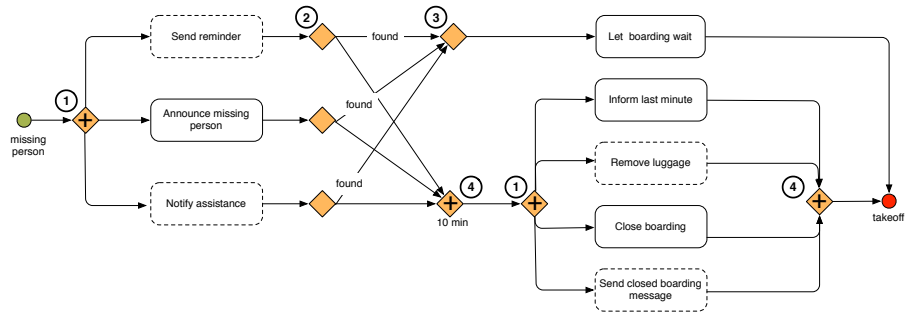 2
3
Send reminder
found
Let boarding wait
1
missing
person
Announce missing
person
found
Inform last minute
Remove luggage
Notify assistance
found
4
10 min
1
4
takeoff
Close boarding
Send closed boarding
message